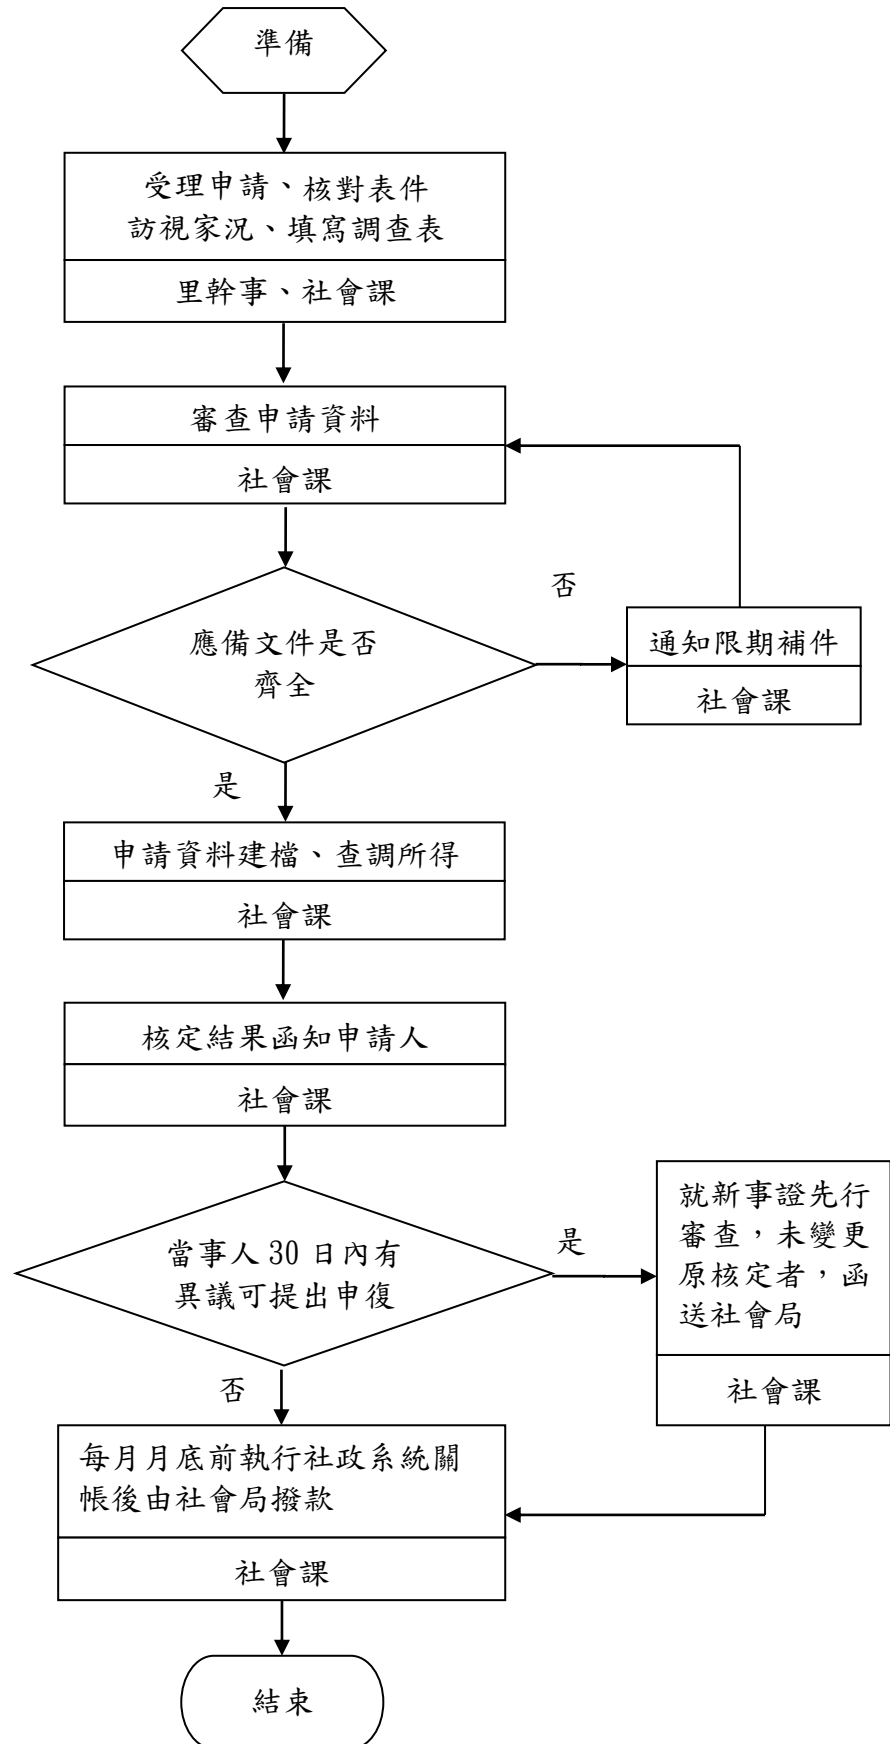 準備
受理申請、核對表件
訪視家況、填寫調查表
里幹事、社會課
審查申請資料
社會課
應備文件是否
齊全
否
通知限期補件
社會課
是
申請資料建檔、查調所得
社會課
核定結果函知申請人
社會課
當事人 30 日內有
異議可提出申復
是
就新事證先行
審查，未變更
原核定者，函
送社會局
社會課
否
每月月底前執行社政系統關
帳後由社會局撥款
社會課
結束